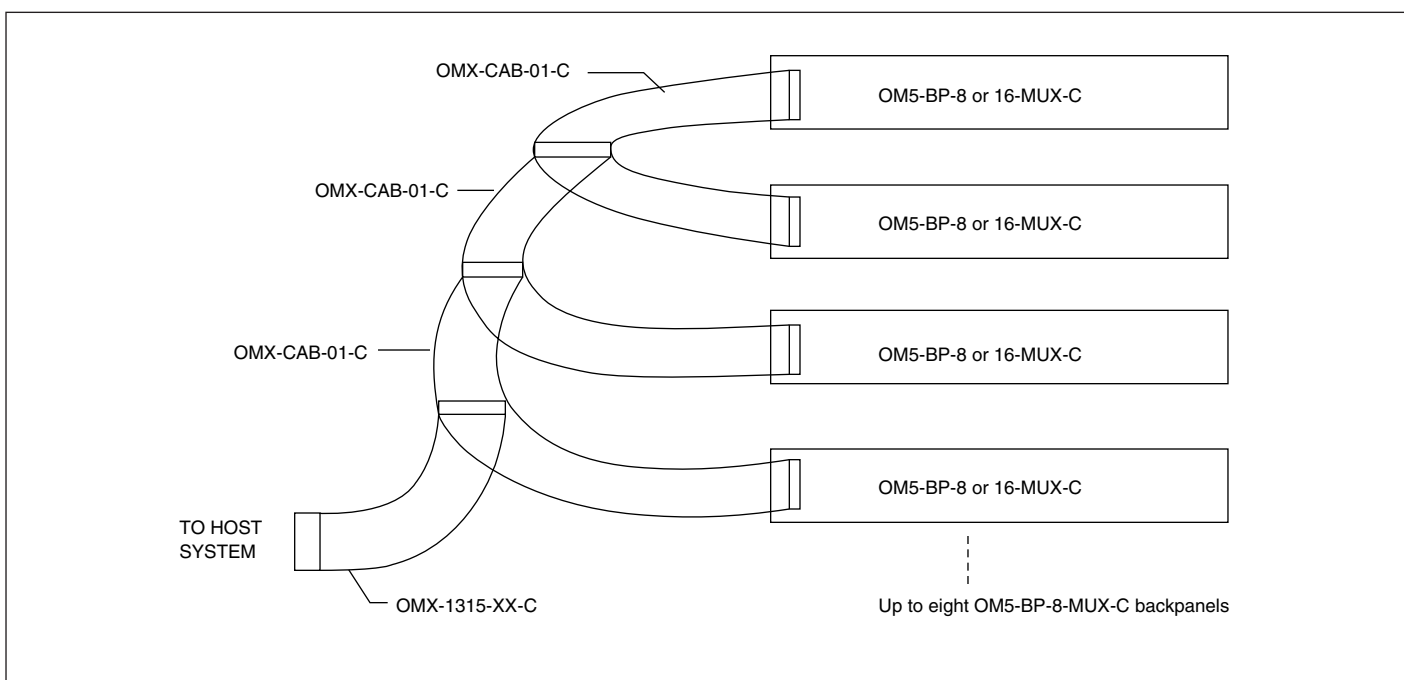 OMX-CAB-01-C
OM5-BP-8 or 16-MUX-C
OMX-CAB-01-C
OM5-BP-8 or 16-MUX-C
OMX-CAB-01-C
OM5-BP-8 or 16-MUX-C
OM5-BP-8 or 16-MUX-C
TO HOST
SYSTEM
OMX-1315-XX-C
Up to eight OM5-BP-8-MUX-C backpanels